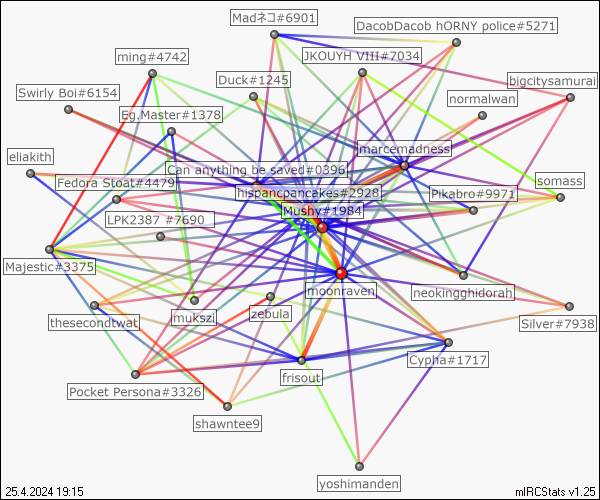 Madネコ#6901
DacobDacob hORNY police#5271
ming#4742
JKOUYH VIII#7034
Duck#1245
bigcitysamurai
Swirly Boi#6154
normalwan
Eg.Master#1378
marcemadness
eliakith
Can anything be saved#0396
Fedora Stoat#4479
somass
hispancpancakes#2928
Pikabro#9971
Mushy#1984
LPK2387 #7690
Majestic#3375
moonraven
neokingghidorah
mukszi
zebula
thesecondtwat
Silver#7938
Cypha#1717
frisout
Pocket Persona#3326
shawntee9
yoshimanden
25.4.2024 19:15
mIRCStats v1.25